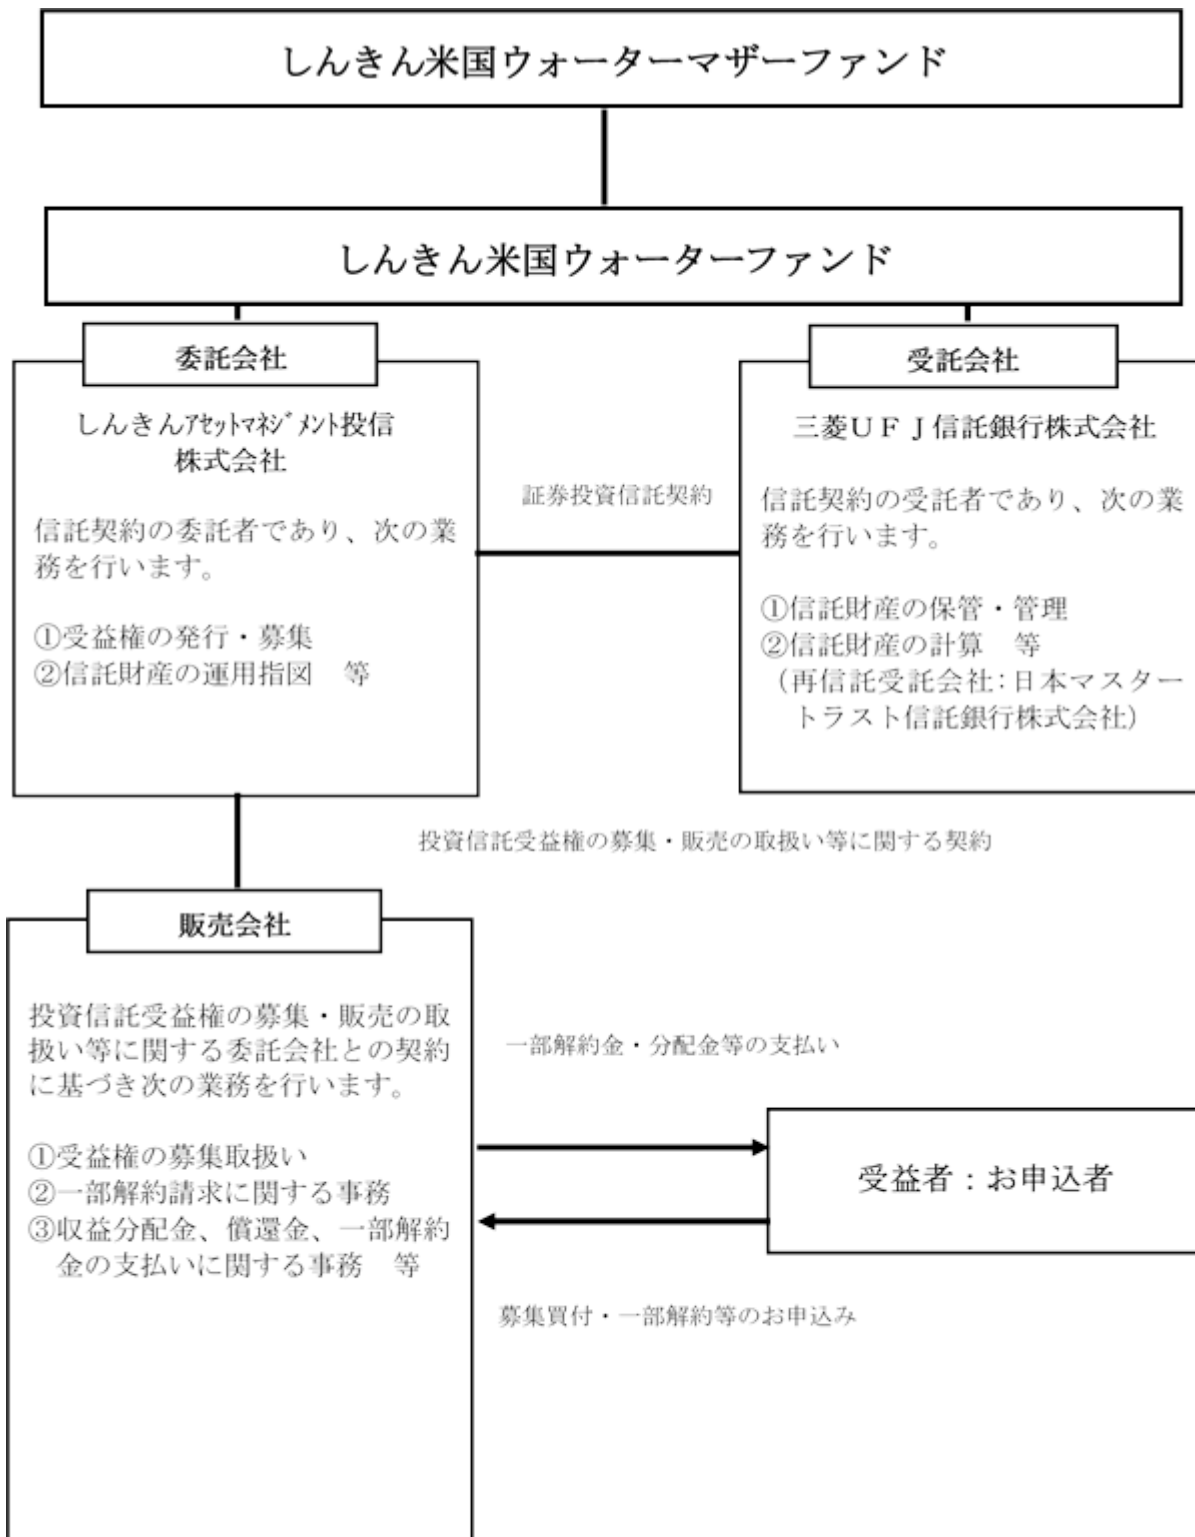 しんきん米国ウォーターマザーファンド
しんきん米国ウォーターファンド
委託会社
しんきんｱｾｯﾄﾏﾈｼﾞﾒﾝﾄ投信
株式会社
信託契約の委託者であり、次の業
務を行います。
①受益権の発行・募集
②信託財産の運用指図　等
証券投資信託契約
受託会社
三菱ＵＦＪ信託銀行株式会社
信託契約の受託者であり、次の業
務を行います。
①信託財産の保管・管理
②信託財産の計算　等
（再信託受託会社：日本マスター
トラスト信託銀行株式会社）
投資信託受益権の募集・販売の取扱い等に関する契約
販売会社
投資信託受益権の募集・販売の取
扱い等に関する委託会社との契約
に基づき次の業務を行います。
①受益権の募集取扱い
②一部解約請求に関する事務
③収益分配金、償還金、一部解約
金の支払いに関する事務　等
一部解約金・分配金等の支払い
受益者：お申込者
募集買付・一部解約等のお申込み